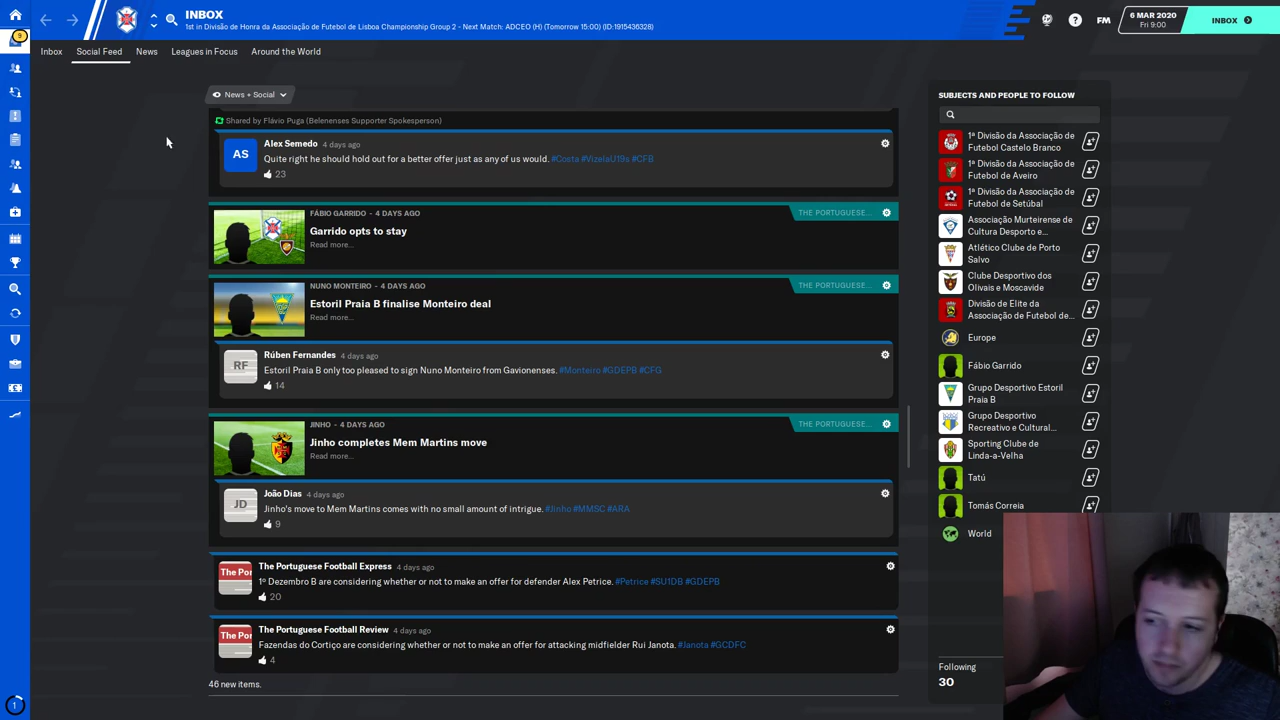 9
INBOX
1st in Divisão de Honra da Associação de Futebol de Lisboa Championship Group 2 - Next Match: ADCEO (H) (Tomorrow 15:00) (ID:1915436328)
?
FM
6 MAR 2020
Fri 9:00
INBOX
Inbox
Social Feed
News
Leagues in Focus
Around the World
News + Social
Shared by Flávio Puga (Belenenses Supporter Spokesperson)
AS
Alex Semedo 4 days ago
Quite right he should hold out for a better offer just as any of us would. #Costa #VizelaU19s #CFB
23
FÁBIO GARRIDO - 4 DAYS AGO
THE PORTUGUESE...
Garrido opts to stay
Read more...
NUNO MONTEIRO - 4 DAYS AGO
THE PORTUGUESE...
Estoril Praia B finalise Monteiro deal
Read more...
RF
Rúben Fernandes 4 days ago
Estoril Praia B only too pleased to sign Nuno Monteiro from Gavionenses. #Monteiro #GDEPB #CFG
14
JINHO - 4 DAYS AGO
THE PORTUGUESE...
Jinho completes Mem Martins move
Read more...
JD
João Dias 4 days ago
Jinho's move to Mem Martins comes with no small amount of intrigue. #Jinho #MMSC #ARA
9
The Por
The Portuguese Football Express 4 days ago
1º Dezembro B are considering whether or not to make an offer for defender Alex Petrice. #Petrice #SU1DB #GDEPB
20
The Por
The Portuguese Football Review 4 days ago
Fazendas do Cortiço are considering whether or not to make an offer for attacking midfielder Rui Janota. #Janota #GCDFC
4
46 new items.
SUBJECTS AND PEOPLE TO FOLLOW
1ª Divisão da Associação de
Futebol Castelo Branco
1ª Divisão da Associação de
Futebol de Aveiro
1ª Divisão da Associação de
Futebol de Setúbal
Associação Murteirense de
Cultura Desporto e...
Atlético Clube de Porto
Salvo
Clube Desportivo dos
Olivais e Moscavide
Divisão de Elite da
Associação de Futebol de...
Europe
Fábio Garrido
Grupo Desportivo Estoril
Praia B
Grupo Desportivo
Recreativo e Cultural...
Sporting Clube de
Linda-a-Velha
Tatú
Tomás Correia
World
Following
30
1